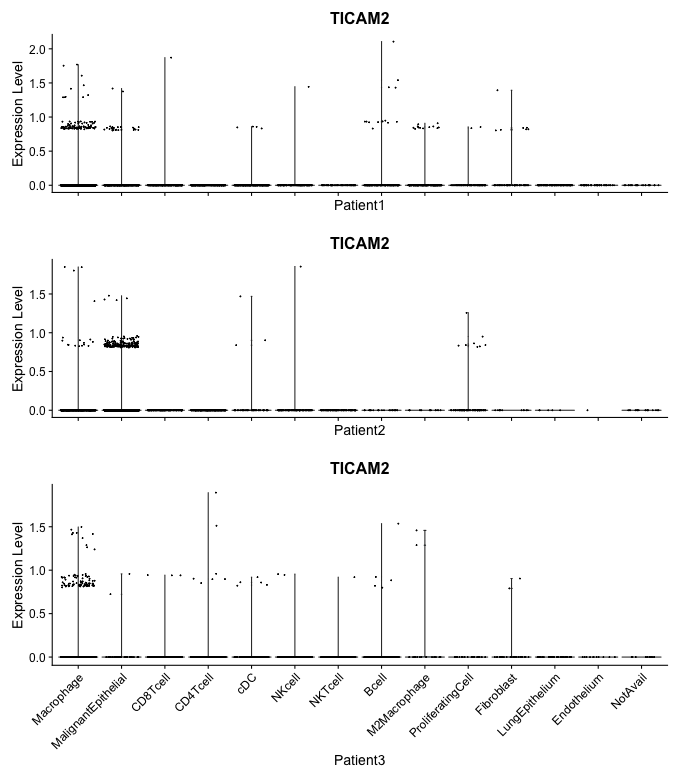 TICAM2
Expression Level
2.0
1.5
1.0
0.5
0.0
Patient1
TICAM2
Expression Level
1.5
1.0
0.5
0.0
Patient2
TICAM2
Expression Level
1.5
1.0
0.5
0.0
Macrophage
MalignantEpithelial
CD8Tcell
CD4Tcell
cDC
NKcell
NKTcell
Bcell
M2Macrophage
ProliferatingCell
Fibroblast
LungEpithelium
Endothelium
NotAvail
Patient3